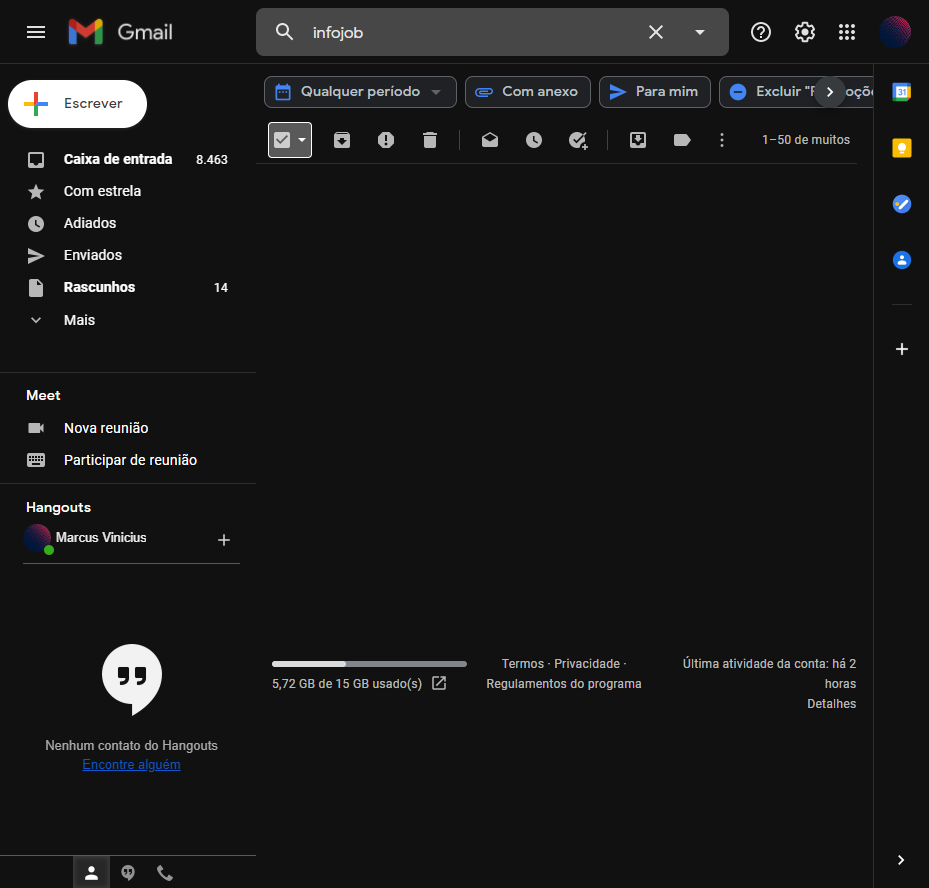 Gmail
infojob
Escrever
Qualquer período
Com anexo
Para mim
Excluir "
Caixa de entrada 8.463
Com estrela
Adiados
Enviados
Rascunhos 14
Mais
1–50 de muitos
31
Meet
Nova reunião
Participar de reunião
Hangouts
Marcus Vinicius
Nenhum contato do Hangouts
Encontre alguém
5,72 GB de 15 GB usado(s)
Termos · Privacidade ·
Regulamentos do programa
Última atividade da conta: há 2
horas
Detalhes